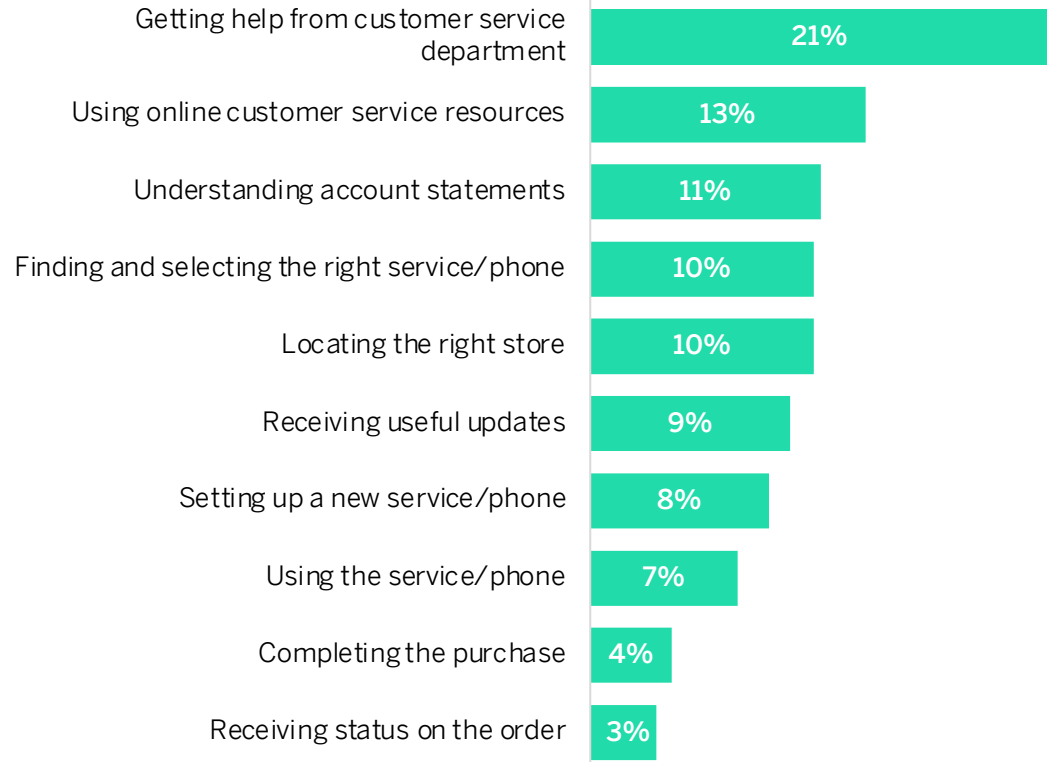 Getting help from customer service
department
21%
Using online customer service resources
13%
Understanding account statements
11%
Finding and selecting the right service/phone
10%
Locating the right store
10%
Receiving useful updates
9%
Setting up a new service/phone
8%
Using the service/phone
7%
Completing the purchase
4%
Receiving status on the order
3%